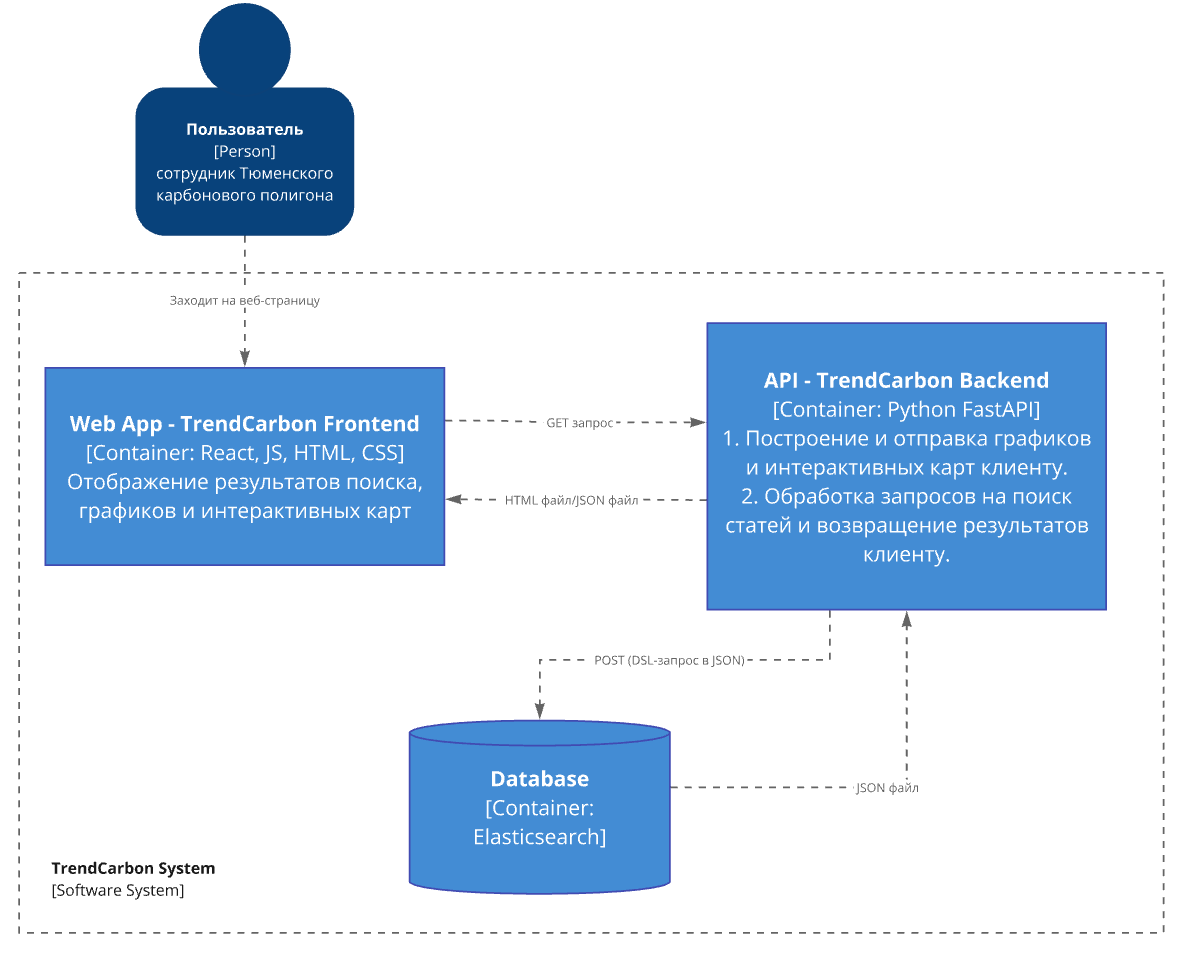 Пользователь
[Person]
сотрудник Тюменского
карбонового полигона
Заходит на веб-страницу
Web App - TrendCarbon Frontend
[Container: React, JS, HTML, CSS]
Отображение результатов поиска,
графиков и интерактивных карт
GET запрос
HTML файл/JSON файл
API - TrendCarbon Backend
[Container: Python FastAPI]
1. Построение и отправка графиков
и интерактивных карт клиенту.
2. Обработка запросов на поиск
статей и возвращение результатов
клиенту.
POST (DSL-запрос в JSON)
Database
[Container:
Elasticsearch]
JSON файл
TrendCarbon System
[Software System]